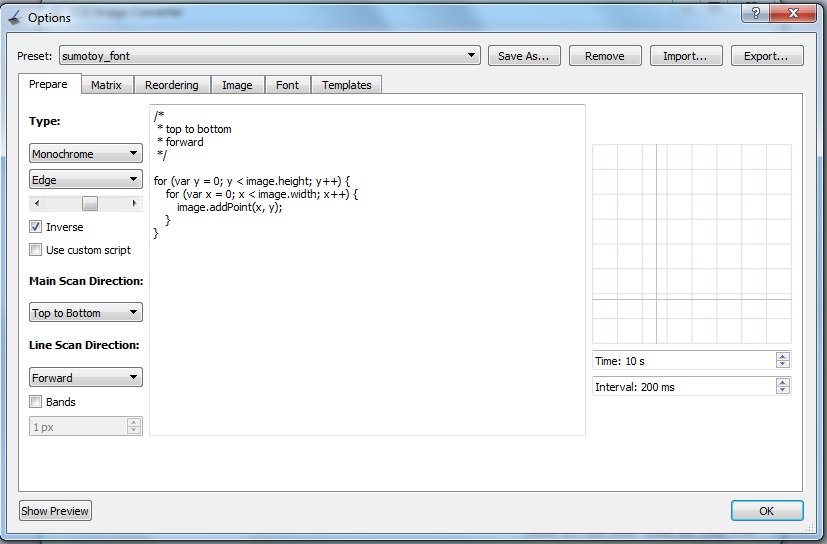 Options
Preset: sumotoy_font Save As... Remove Import... Export...
Prepare Matrix Reordering Image Font Templates
Type:
Monochrome
Edge
Inverse
Use custom script
Main Scan Direction:
Top to Bottom
Line Scan Direction:
Forward
Bands
1 px
/*
* top to bottom
* forward
*/
for (var y = 0; y < image.height; y++) {
for (var x = 0; x < image.width; x++) {
image.addPoint(x, y);
}
}
Time: 10 s
Interval: 200 ms
Show Preview OK